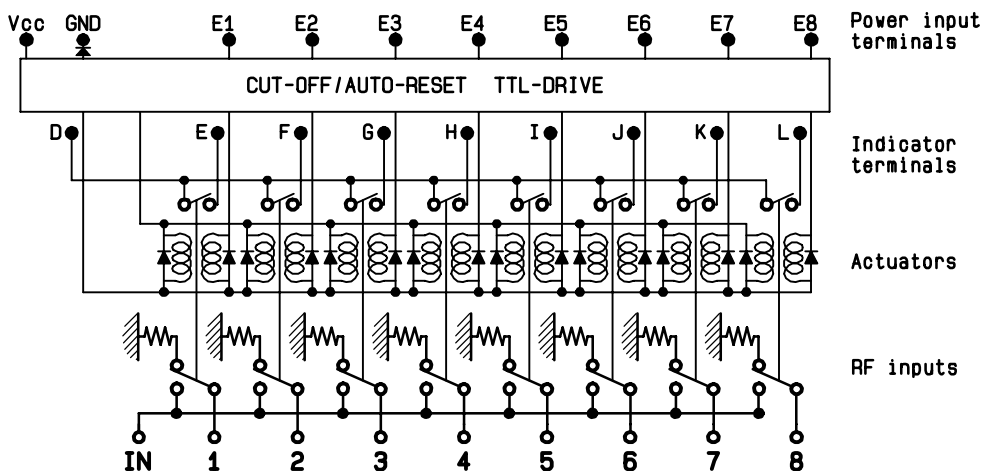 Vcc GND E1 E2 E3 E4 E5 E6 E7 E8 Power input
terminals
CUT-OFF/AUTO-RESET TTL-DRIVE
D E F G H I J K L Indicator
terminals
Actuators
RF inputs
IN 1 2 3 4 5 6 7 8